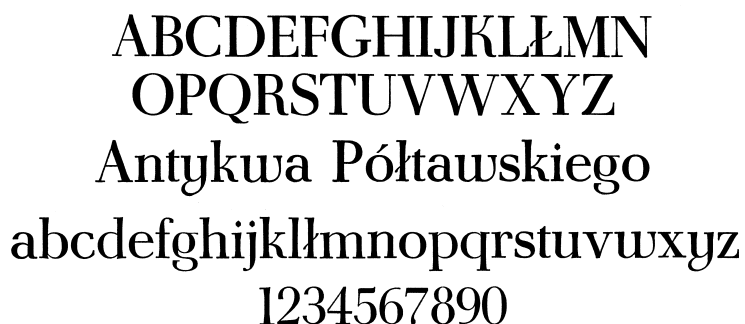 ABCDEFGHIJKLŁMN
OPQRSTUVWXYZ
Antykwa Półtawskiego
abcdefghijklłmnopqrstuvwxyz
1234567890